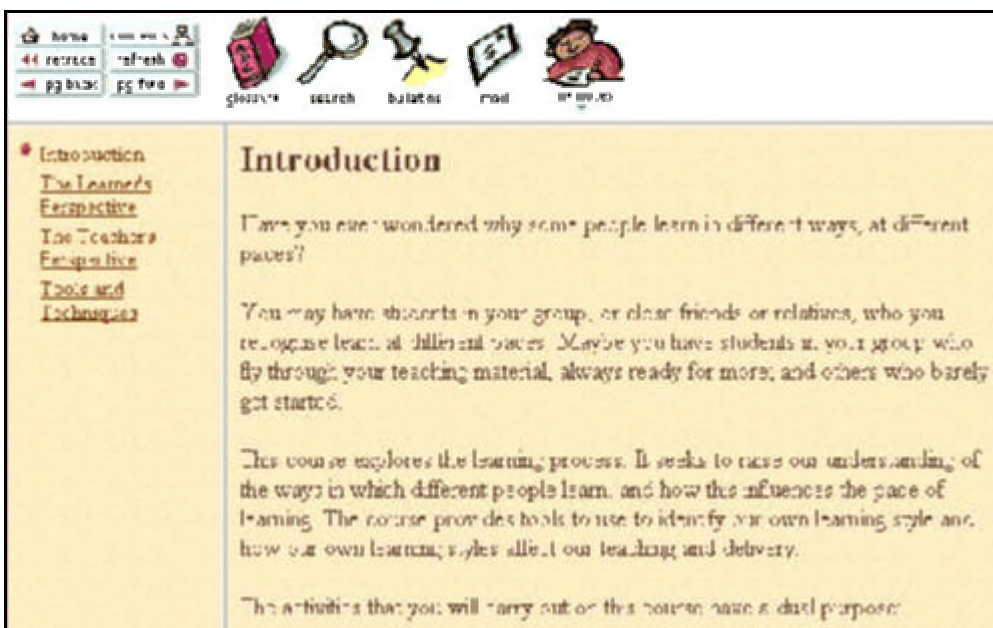 home
retrace refresh
pg back pg fwd
glossary search bulletins mail
Introduction
The Learner's
Perspective
The Teachers
Perspective
Tools and
Techniques
Introduction
Have you ever wondered why some people learn in different ways, at different
paces?
You may have students in your group, or close friends or relatives, who you
recognise learn at different paces. Maybe you have students in your group who
fly through your teaching material, always ready for more; and others who barely
get started.
This course explores the learning process. It seeks to raise our understanding of
the ways in which different people learn, and how this influences the pace of
learning. The course provides tools to use to identify our own learning style and
how our own learning styles affect our teaching and delivery.
The activities that you will carry out on this course have a dual purpose: